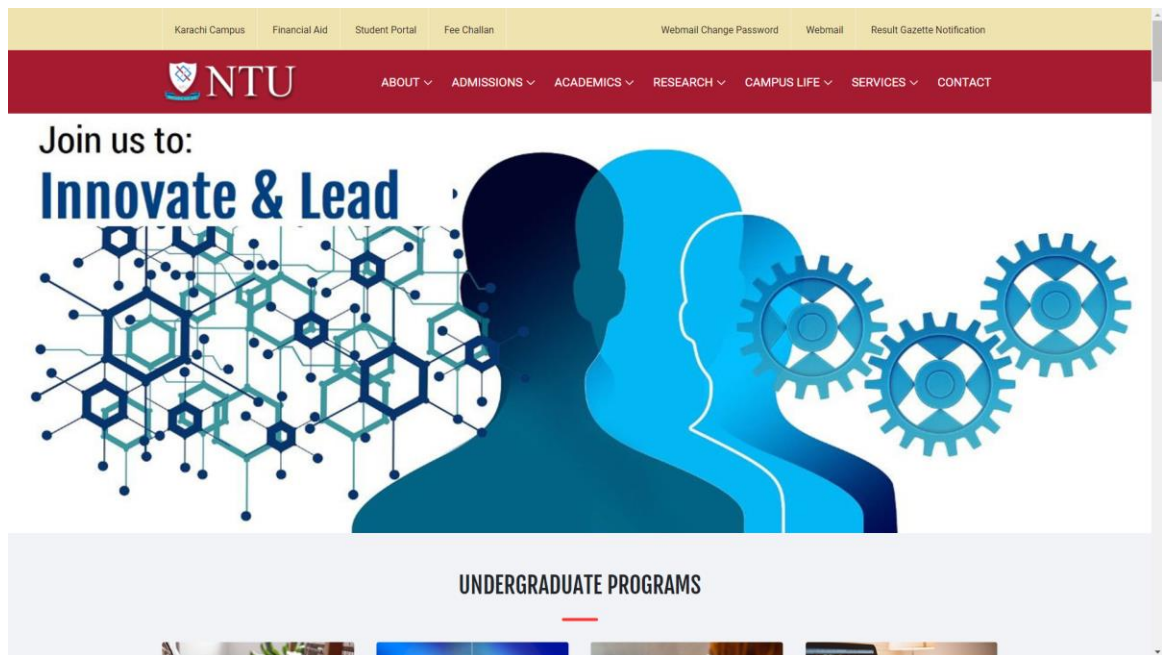 Karachi Campus Financial Aid Student Portal Fee Challan Webmail Change Password Webmail Result Gazette Notification
NTU ABOUT ADMISSIONS ACADEMICS RESEARCH CAMPUS LIFE SERVICES CONTACT
Join us to:
Innovate & Lead
UNDERGRADUATE PROGRAMS